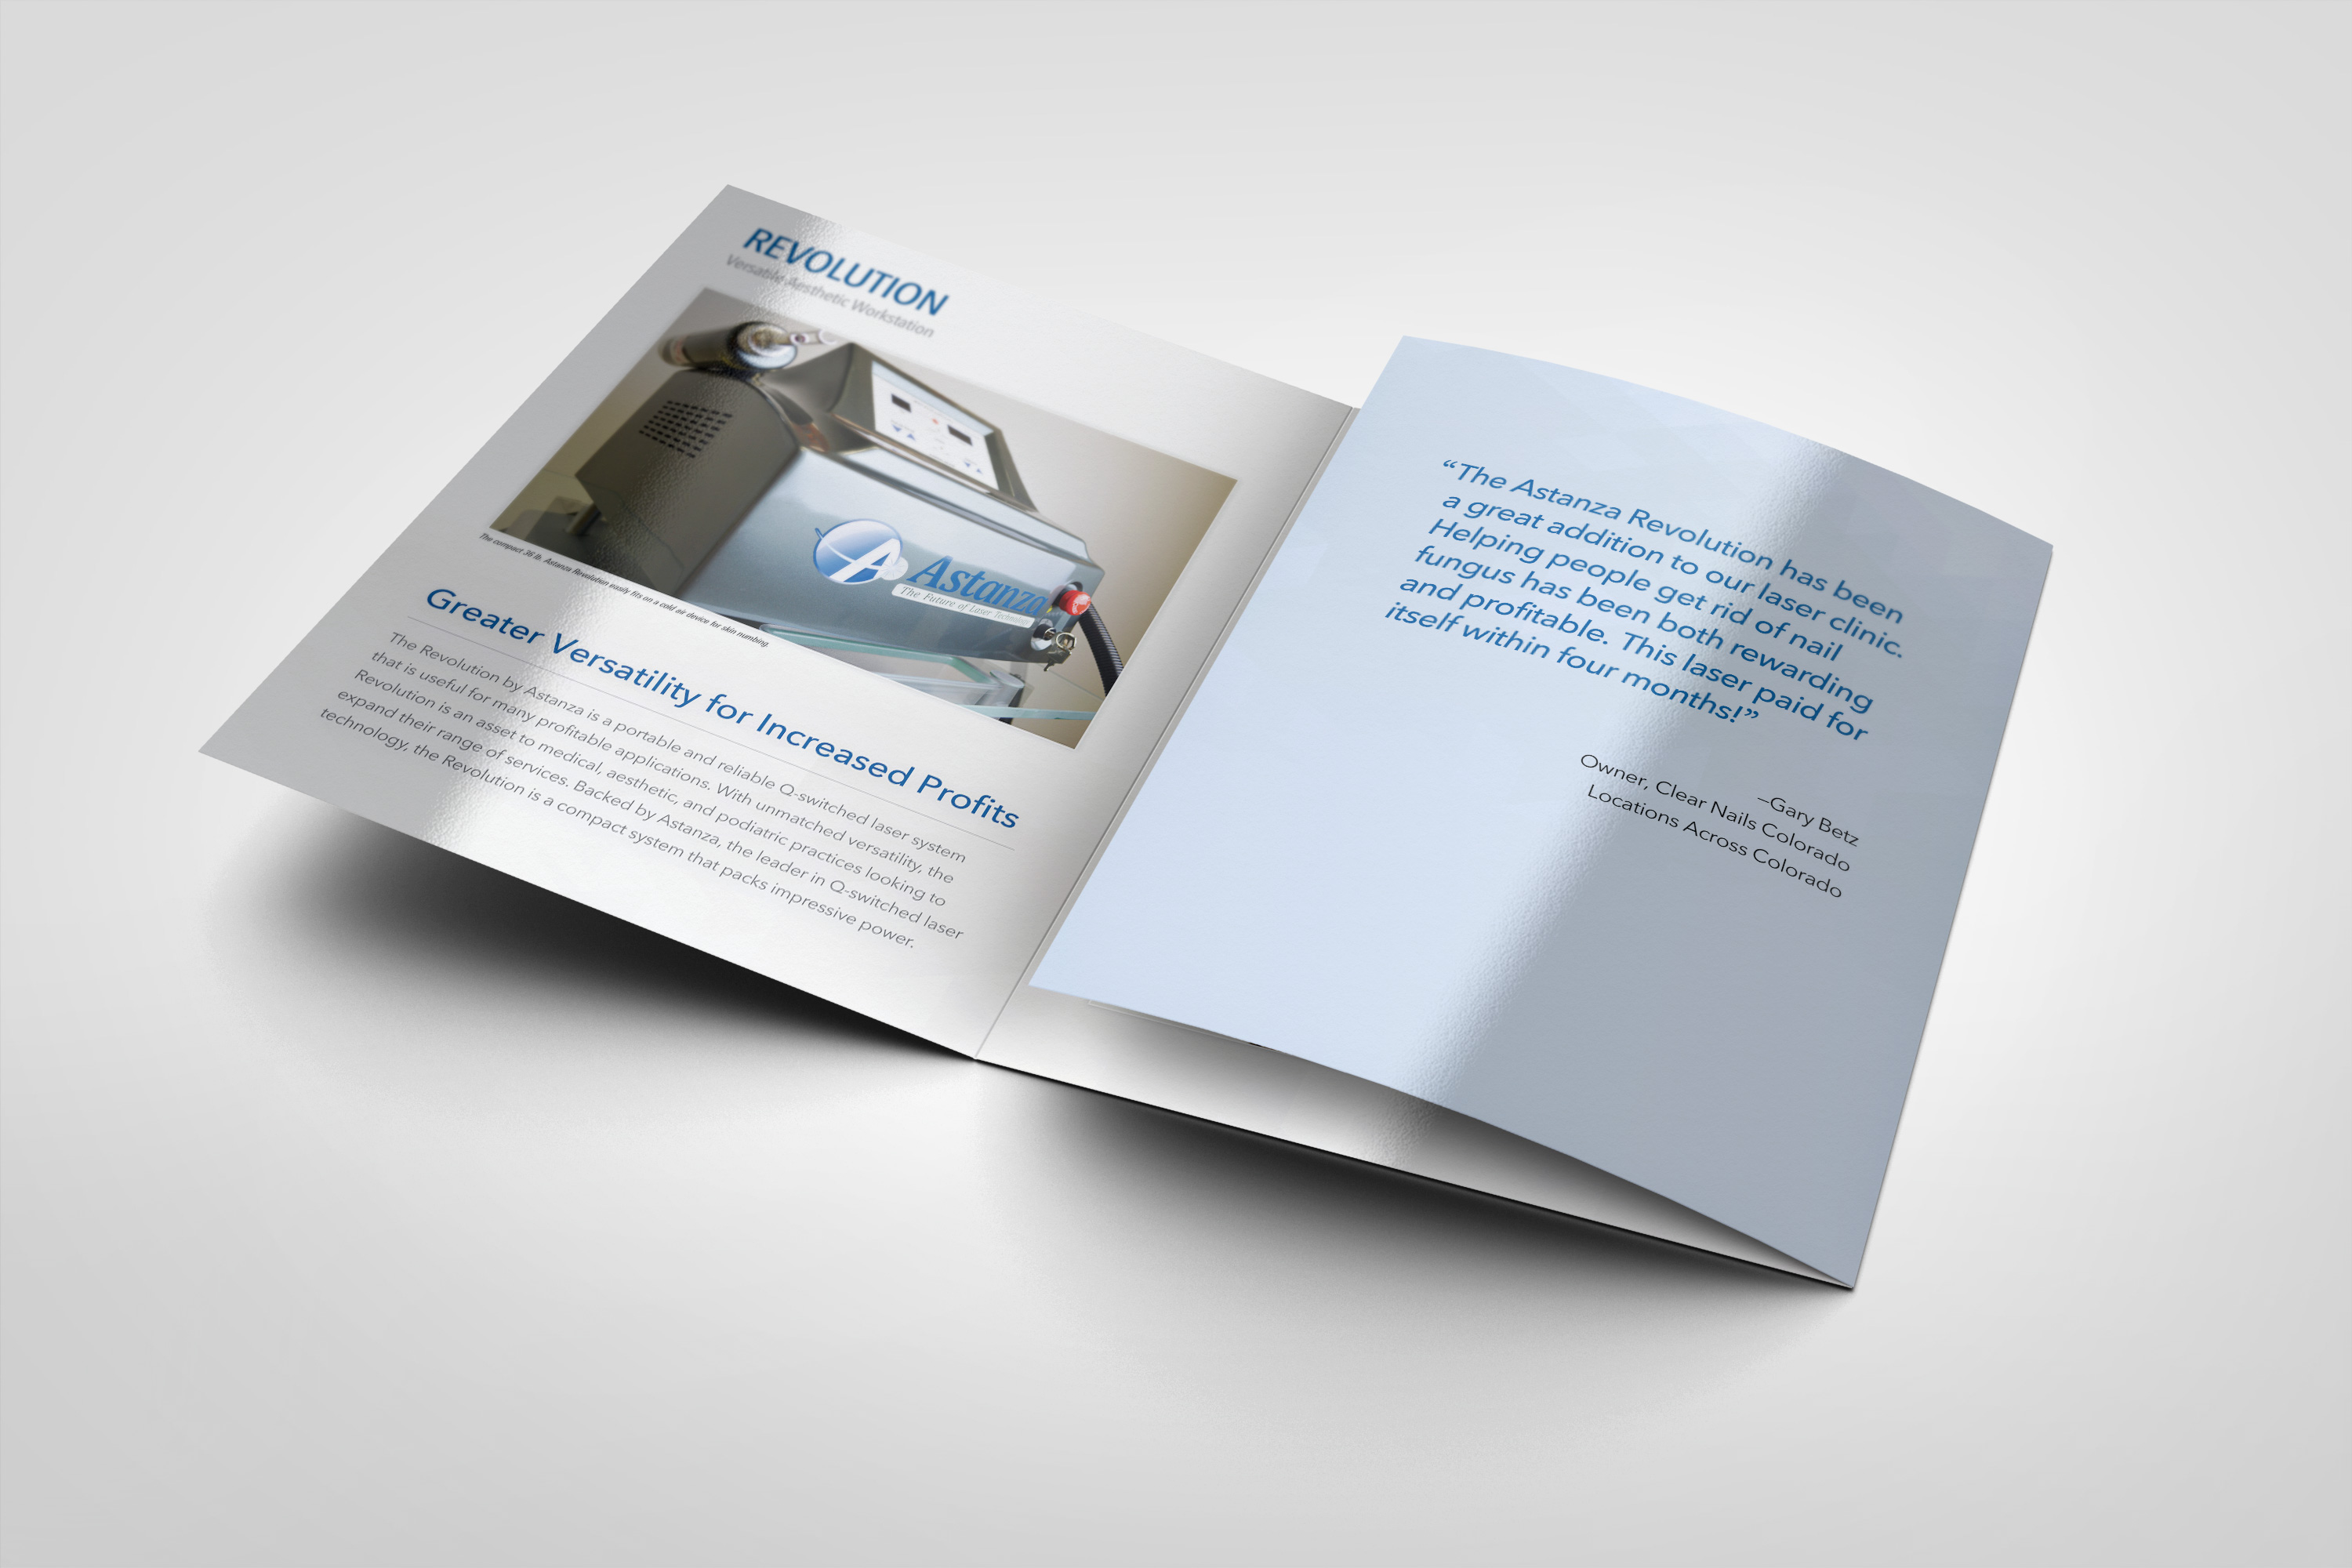 REVOLUTION
Versatile Aesthetic Workstation
A
Astanza
The Future of Laser Technology
The compact 36 lb. Astanza Revolution easily fits on a cold air device for skin numbing.
Greater Versatility for Increased Profits
The Revolution by Astanza is a portable and reliable Q-switched laser system
that is useful for many profitable applications. With unmatched versatility, the
Revolution is an asset to medical, aesthetic, and podiatric practices looking to
expand their range of services. Backed by Astanza, the leader in Q-switched laser
technology, the Revolution is a compact system that packs impressive power.
“The Astanza Revolution has been
a great addition to our laser clinic.
Helping people get rid of nail
fungus has been both rewarding
and profitable. This laser paid for
itself within four months!”
–Gary Betz
Owner, Clear Nails Colorado
Locations Across Colorado